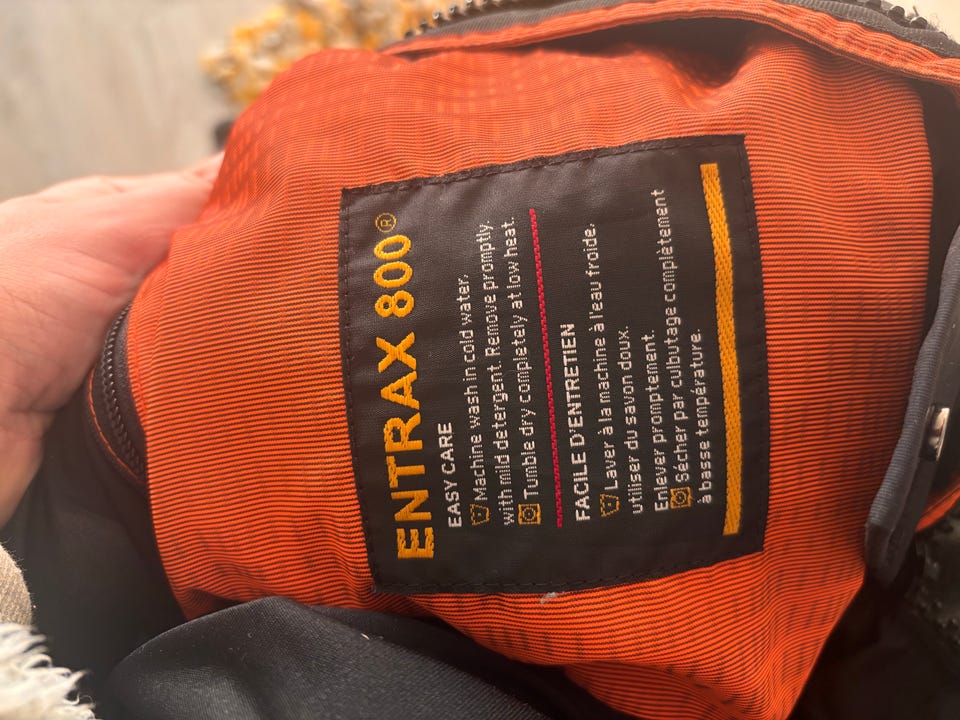 ENTRAX 800®
EASY CARE
Machine wash in cold water,
with mild detergent. Remove promptly.
Tumble dry completely at low heat.
FACILE D'ENTRETIEN
Laver à la machine à l'eau froide,
utiliser du savon doux.
Enlever promptement.
Sécher par culbutage complètement
à basse température.